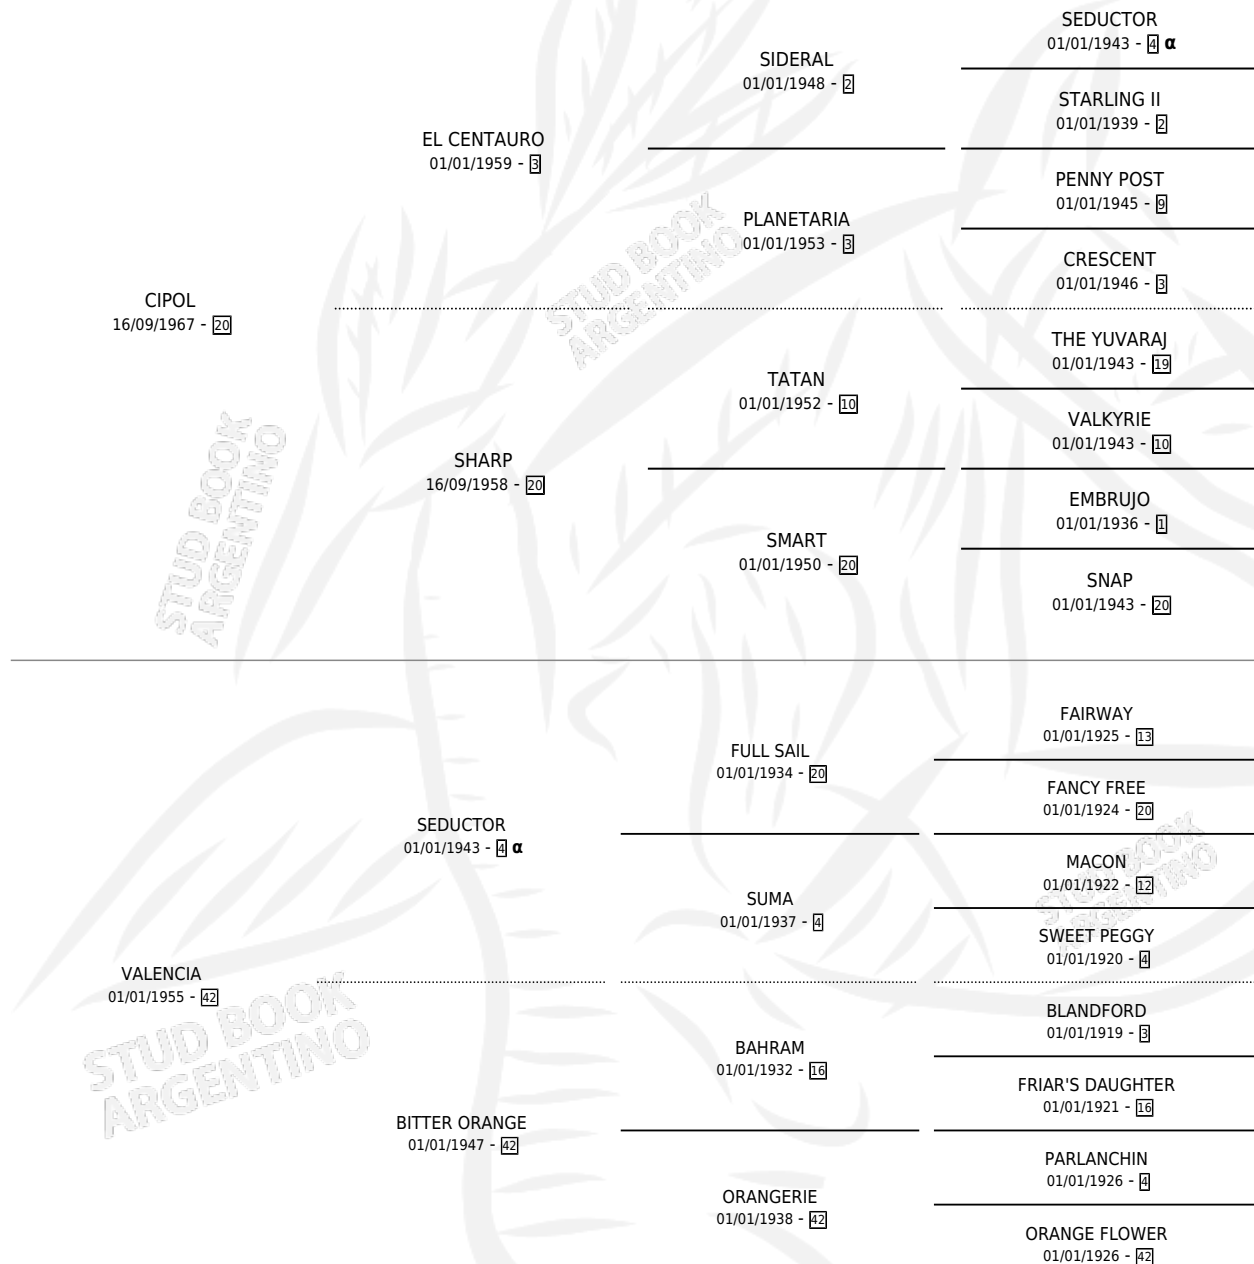 SEDUCTOR
01/01/1943 - 4 α
SIDERAL
01/01/1948 - 2
STARLING II
01/01/1939 - 2
EL CENTAURO
01/01/1959 - 3
PENNY POST
01/01/1945 - 9
PLANETARIA
01/01/1953 - 3
CRESCENT
01/01/1946 - 3
CIPOL
16/09/1967 - 20
THE YUVARAJ
01/01/1943 - 19
TATAN
01/01/1952 - 10
VALKYRIE
01/01/1943 - 10
SHARP
16/09/1958 - 20
EMBRUJO
01/01/1936 - 1
SMART
01/01/1950 - 20
SNAP
01/01/1943 - 20
STUD BOOK
ARGENTINO
STUD BOOK
ARGENTINO
FAIRWAY
01/01/1925 - 13
FULL SAIL
01/01/1934 - 20
FANCY FREE
01/01/1924 - 20
SEDUCTOR
01/01/1943 - 4 α
MACON
01/01/1922 - 12
SUMA
01/01/1937 - 4
SWEET PEGGY
01/01/1920 - 4
STUD BOOK
ARGENTINO
VALENCIA
01/01/1955 - 42
BLANDFORD
01/01/1919 - 3
BAHRAM
01/01/1932 - 16
FRIAR'S DAUGHTER
01/01/1921 - 16
BITTER ORANGE
01/01/1947 - 42
PARLANCHIN
01/01/1926 - 4
ORANGERIE
01/01/1938 - 42
ORANGE FLOWER
01/01/1926 - 42
STUD BOOK
ARGENTINO